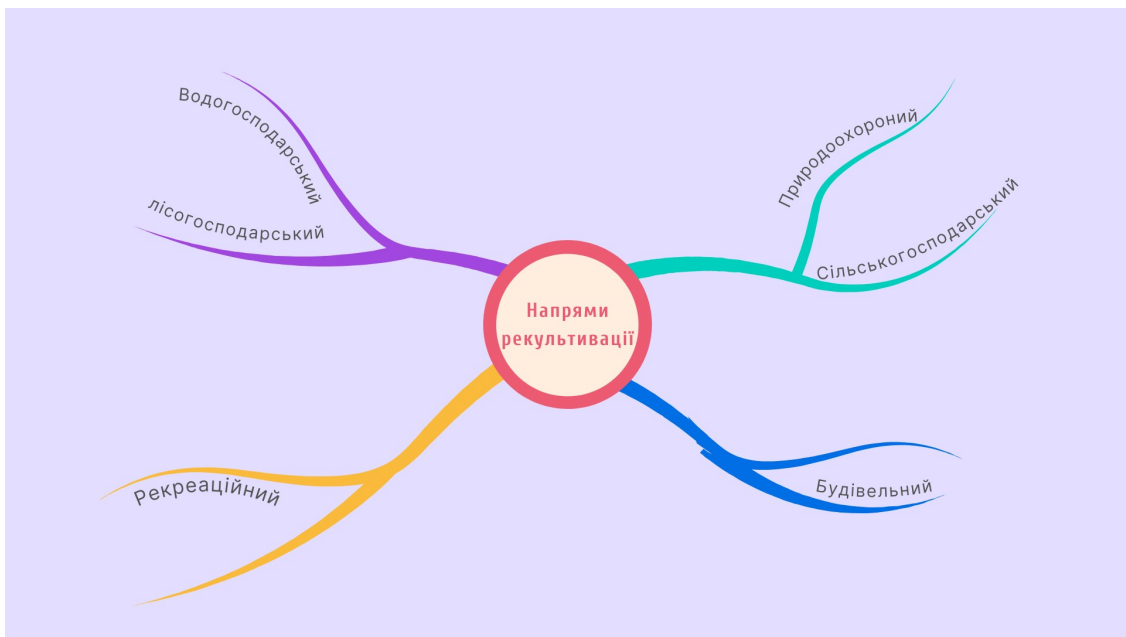 Водогосподарський
лісогосподарський
Природоохороний
Сільськогосподарський
Напрями
рекультивації
Рекреаційний
Будівельний